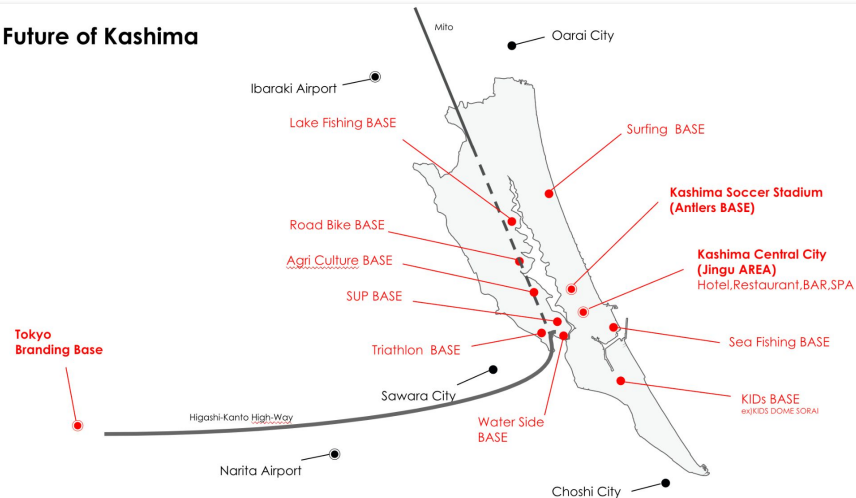 Future of Kashima
Mito
Oarai City
Ibaraki Airport
Lake Fishing BASE
Surfing BASE
Kashima Soccer Stadium
(Antlers BASE)
Road Bike BASE
Kashima Central City
(Jingu AREA)
Hotel,Restaurant,BAR,SPA
Agri Culture BASE
SUP BASE
Tokyo
Branding Base
Triathlon BASE
Sea Fishing BASE
Sawara City
KIDs BASE
ex)KIDS DOME SORAI
Higashi-Kanto High-Way
Water Side
BASE
Narita Airport
Choshi City